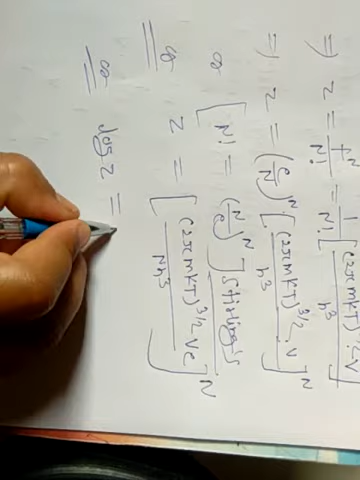 ⇒ Z = f^N / N! = 1/N! [ (2πmkT)^3/2 · V / h^3
⇒ Z = (e/N)^N [ (2πmkT)^3/2 · V / h^3 ]^N
∞ [ N! = (N/e)^N ] Stirling's
∞ Z = [ (2πmkT)^3/2 · Ve / Nh^3 ]^N
∞ log Z =